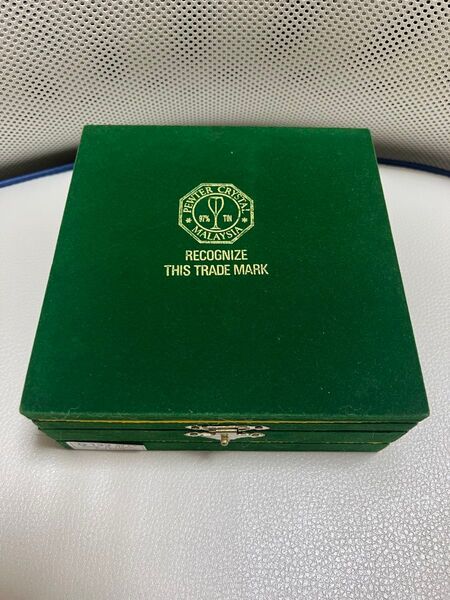 PEWTER CRYSTAL
97% TIN
* MALAYSIA *
RECOGNIZE
THIS TRADE MARK